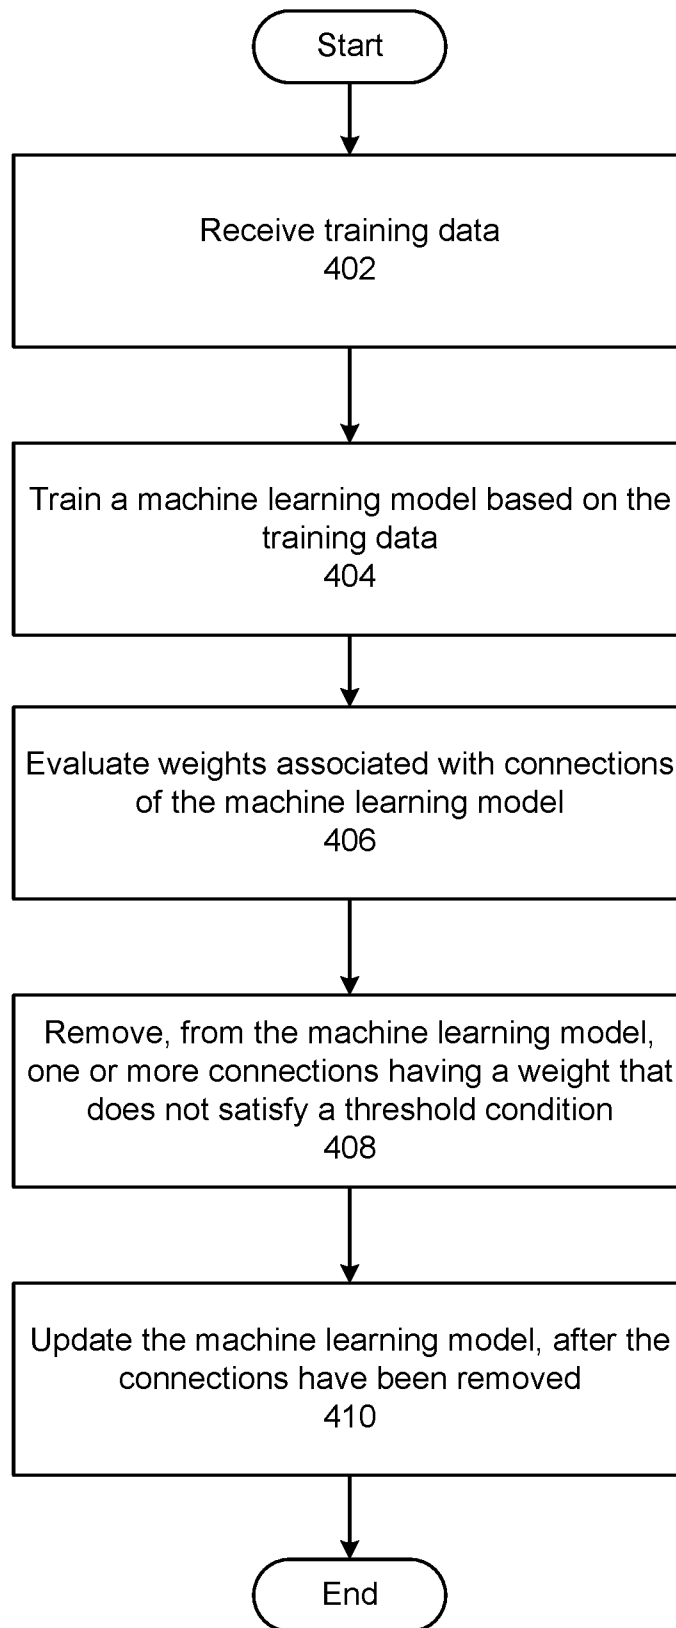 Start
Receive training data
402
Train a machine learning model based on the
training data
404
Evaluate weights associated with connections
of the machine learning model
406
Remove, from the machine learning model,
one or more connections having a weight that
does not satisfy a threshold condition
408
Update the machine learning model, after the
connections have been removed
410
End